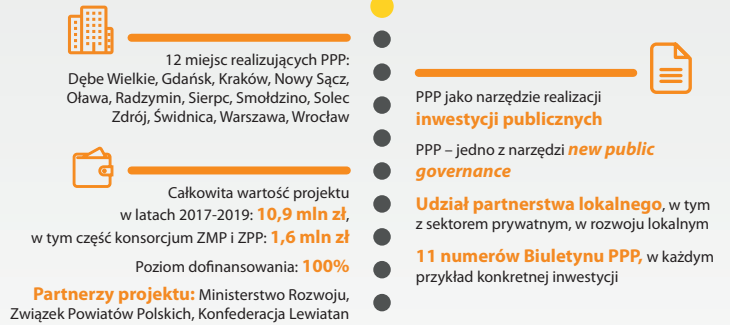 12 miejsc realizujących PPP:
Dębe Wielkie, Gdańsk, Kraków, Nowy Sącz,
Oława, Radzymin, Sierpc, Smołdzino, Solec
Zdrój, Świdnica, Warszawa, Wrocław
Całkowita wartość projektu
w latach 2017-2019: 10,9 mln zł,
w tym część konsorcjum ZMP i ZPP: 1,6 mln zł
Poziom dofinansowania: 100%
Partnerzy projektu: Ministerstwo Rozwoju,
Związek Powiatów Polskich, Konfederacja Lewiatan
PPP jako narzędzie realizacji
inwestycji publicznych
PPP – jedno z narzędzi new public
governance
Udział partnerstwa lokalnego, w tym
z sektorem prywatnym, w rozwoju lokalnym
11 numerów Biuletynu PPP, w każdym
przykład konkretnej inwestycji